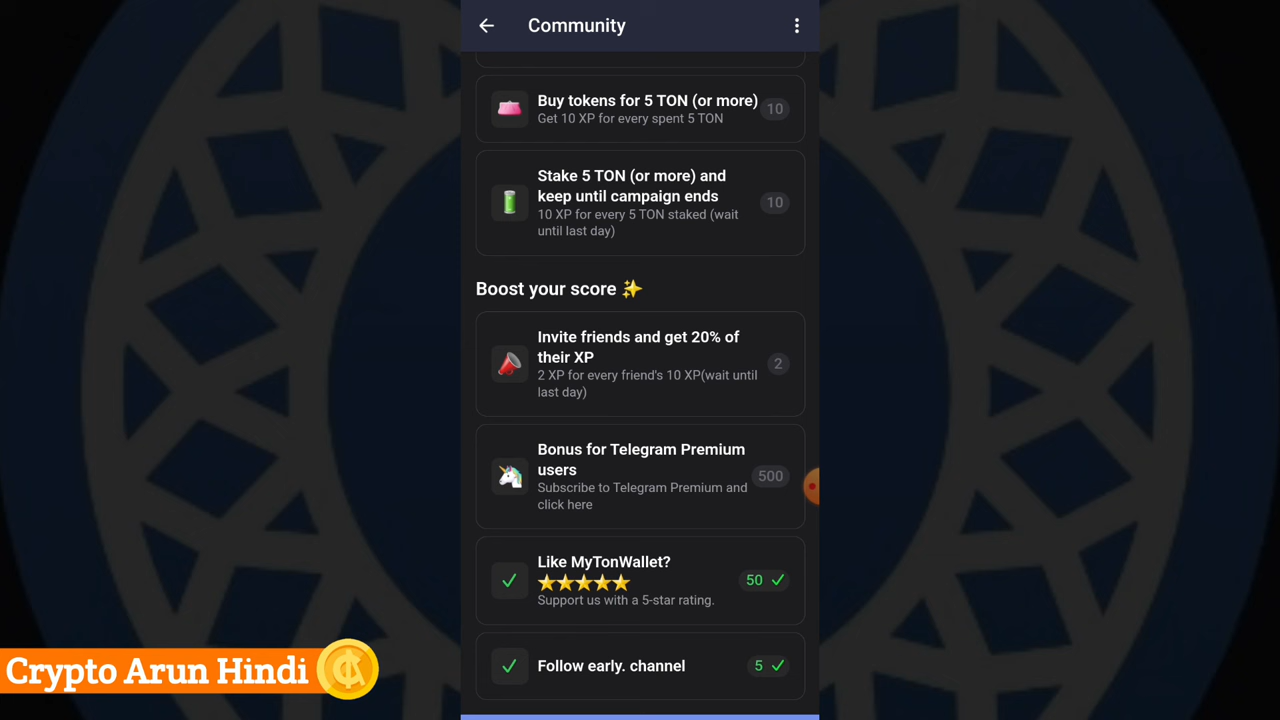 Community
Buy tokens for 5 TON (or more)
Get 10 XP for every spent 5 TON
10
Stake 5 TON (or more) and
keep until campaign ends
10 XP for every 5 TON staked (wait
until last day)
10
Boost your score ✨
Invite friends and get 20% of
their XP
2 XP for every friend's 10 XP(wait until
last day)
2
Bonus for Telegram Premium
users
Subscribe to Telegram Premium and
click here
500
Like MyTonWallet?
⭐⭐⭐⭐⭐
Support us with a 5-star rating.
50 ✓
Follow early. channel
5 ✓
Crypto Arun Hindi